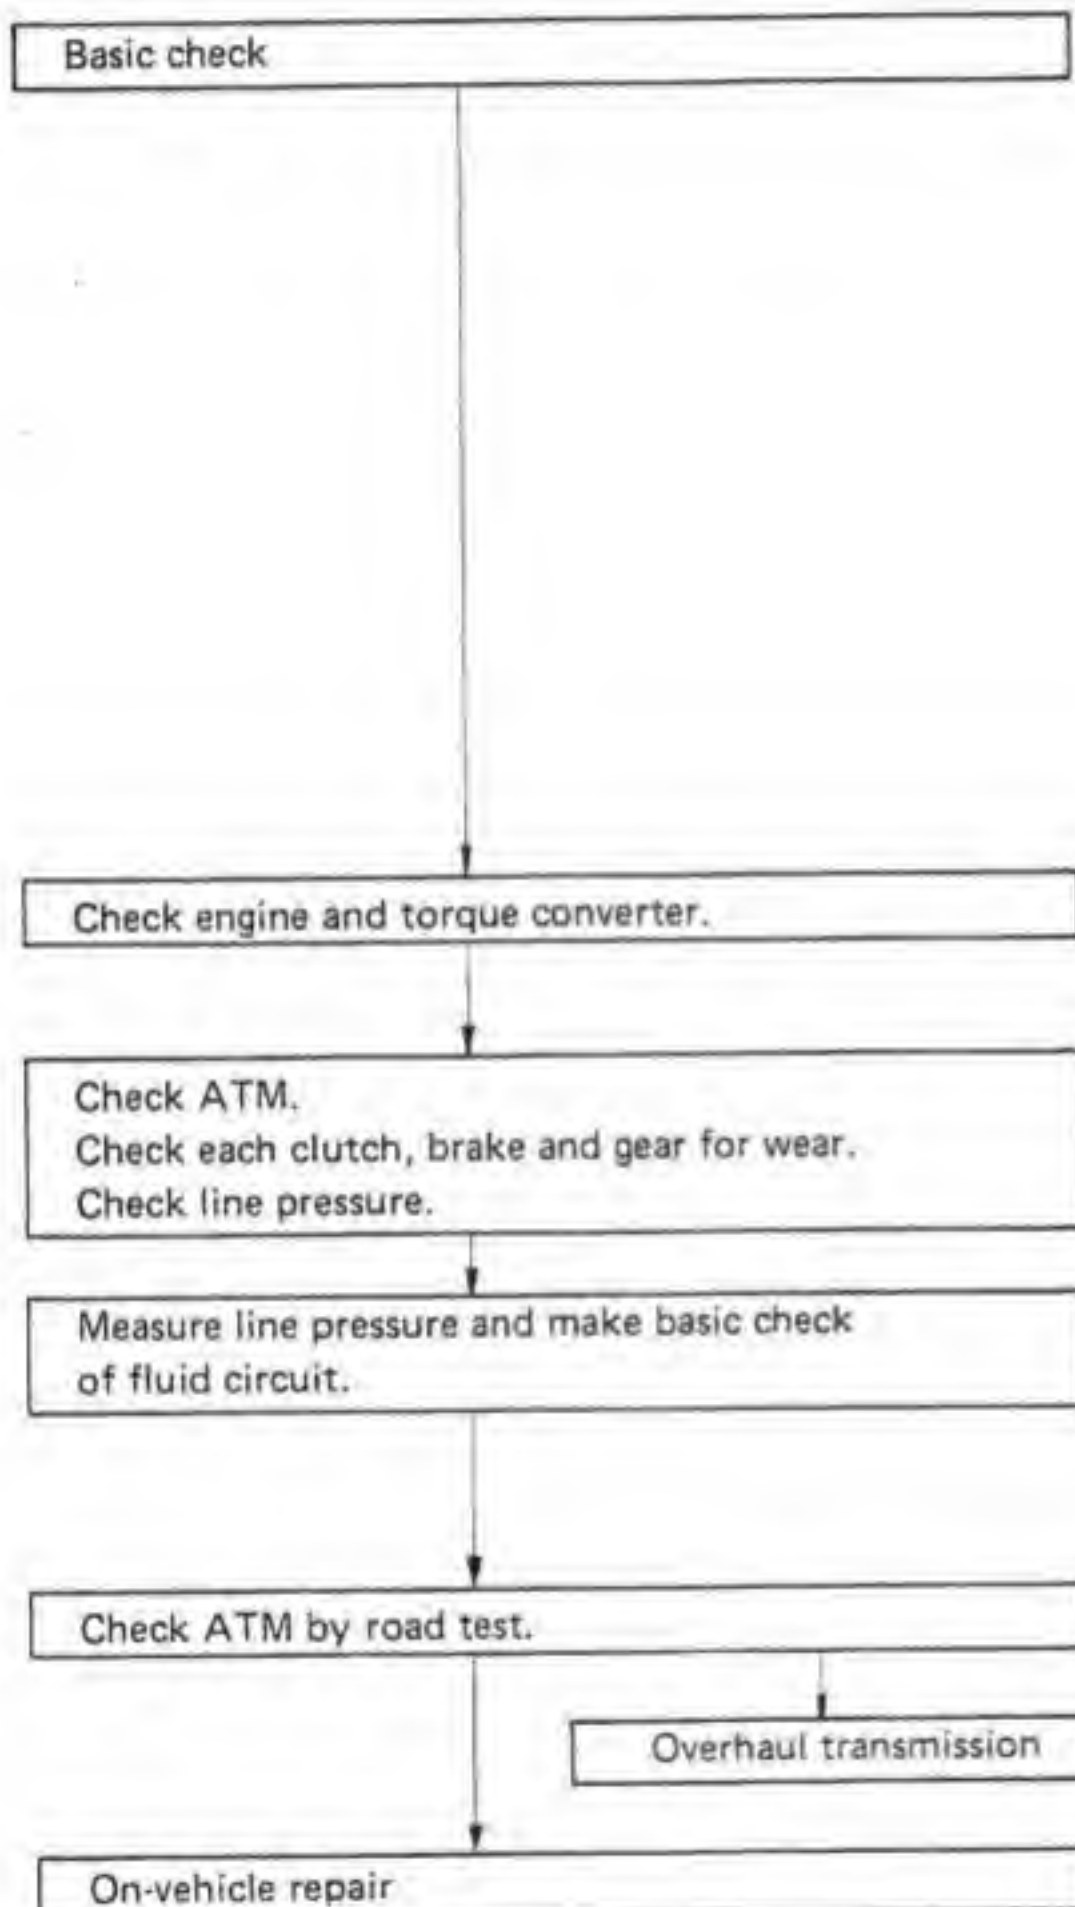 Basic check
Check engine and torque converter.
Check ATM.
Check each clutch, brake and gear for wear.
Check line pressure.
Measure line pressure and make basic check
of fluid circuit.
Check ATM by road test.
Overhaul transmission
On-vehicle repair